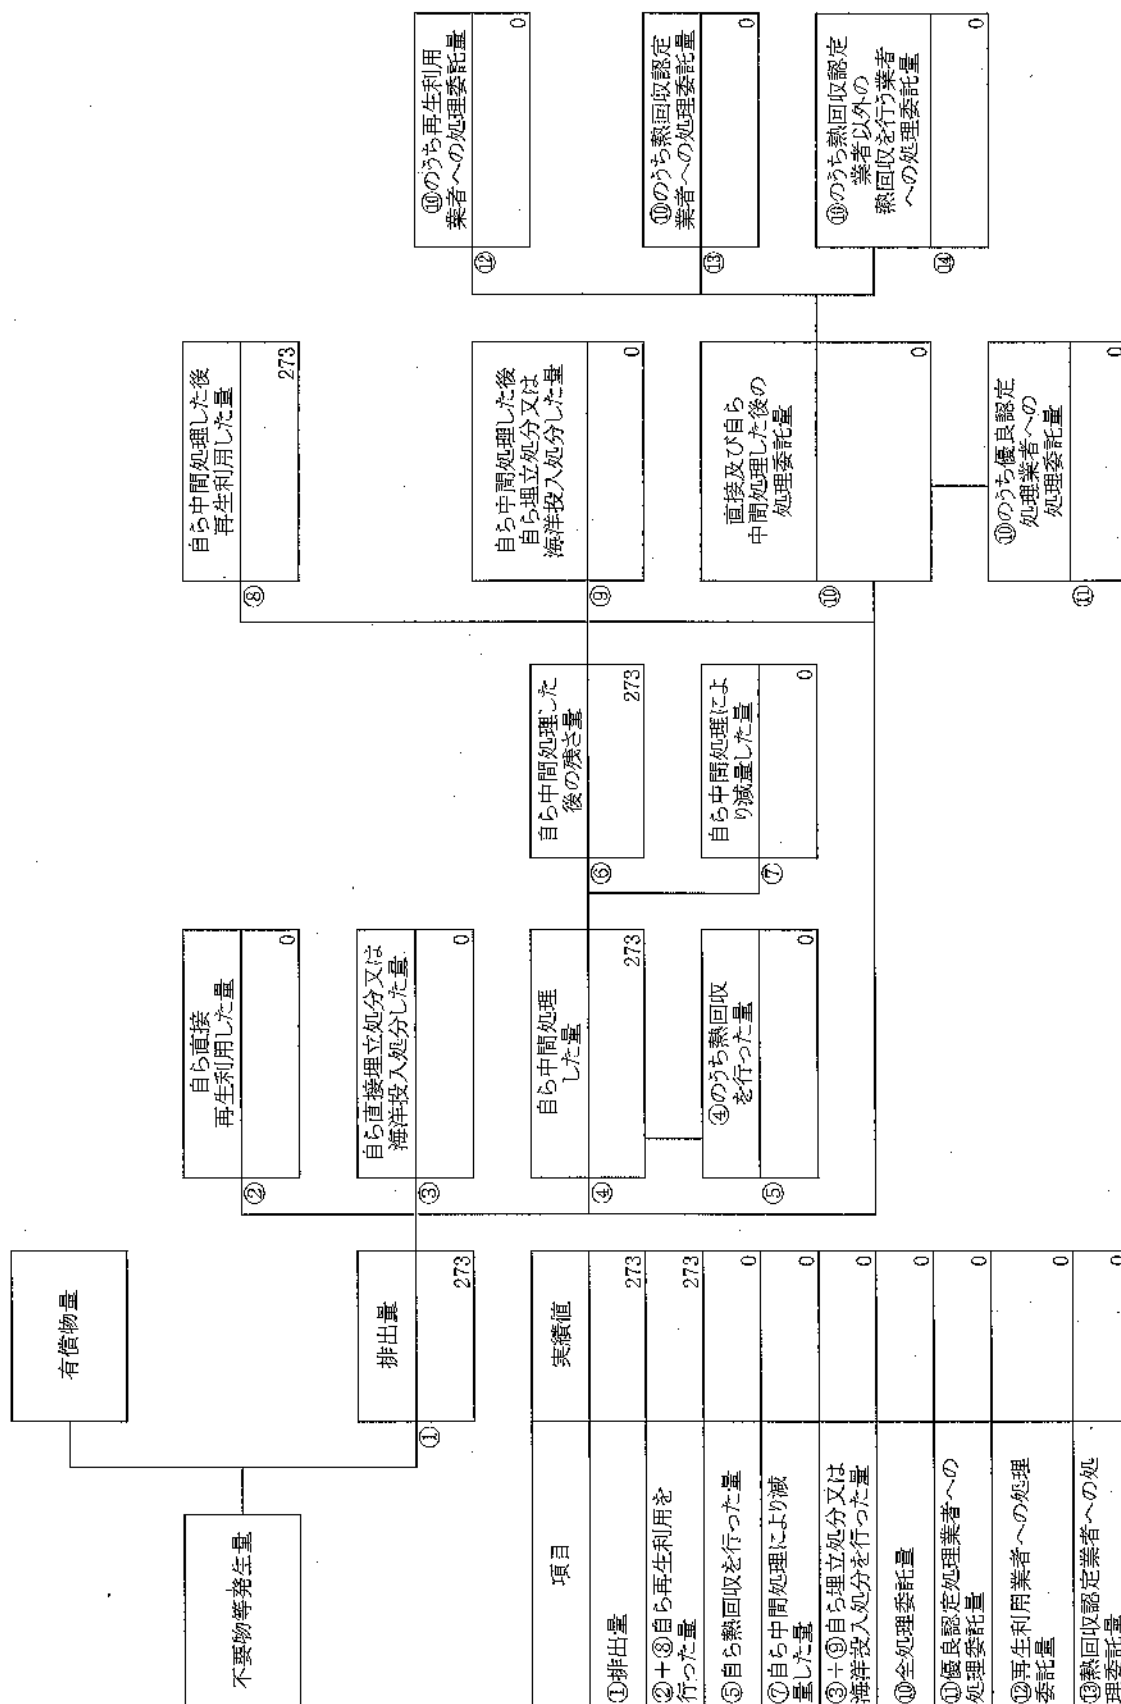 不要物等発生量
有償物量
①
排出量
273
②
自ら直接
再生利用した量
0
③
自ら直接埋立処分又は
海洋投入処分した量
0
④
自ら中間処理
した量
273
⑤
④のうち熱回収
を行った量
0
⑥
自ら中間処理した
後の残さ量
273
⑦
自ら中間処理によ
り減量した量
0
⑧
自ら中間処理した後
再生利用した量
273
⑨
自ら中間処理した後
自ら埋立処分又は
海洋投入処分した量
0
⑩
直接及び自ら
中間処理した後の
処理委託量
0
⑪
⑩のうち優良認定
処理業者への
処理委託量
0
⑫
⑩のうち再生利用
業者への処理委託量
0
⑬
⑩のうち熱回収認定
業者への処理委託量
0
⑭
⑩のうち熱回収認定
業者以外の
熱回収を行う業者
への処理委託量
0
項目 実績値
①排出量 273
②+⑧自ら再生利用を
行った量 273
⑤自ら熱回収を行った量 0
⑦自ら中間処理により減
量した量 0
③+⑨自ら埋立処分又は
海洋投入処分を行った量 0
⑩全処理委託量 0
⑪優良認定処理業者への
処理委託量 0
⑫再生利用業者への処理
委託量 0
⑬熱回収認定業者への処
理委託量 0